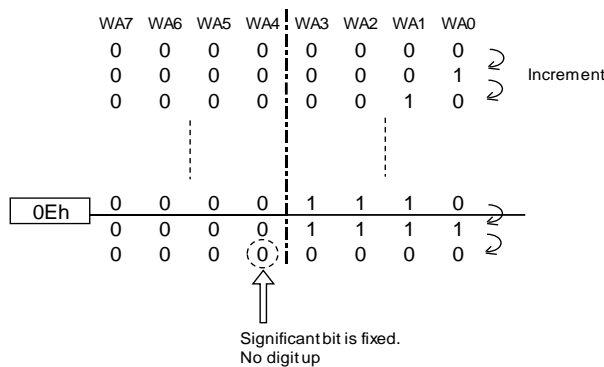 WA7 WA6 WA5 WA4 WA3 WA2 WA1 WA0
0 0 0 0 0 0 0 0
0 0 0 0 0 0 0 1 Increment
0 0 0 0 0 0 1 0
0Eh 0 0 0 0 1 1 1 0
0 0 0 0 1 1 1 1
0 0 0 0 0 0 0 0
Significant bit is fixed.
No digit up